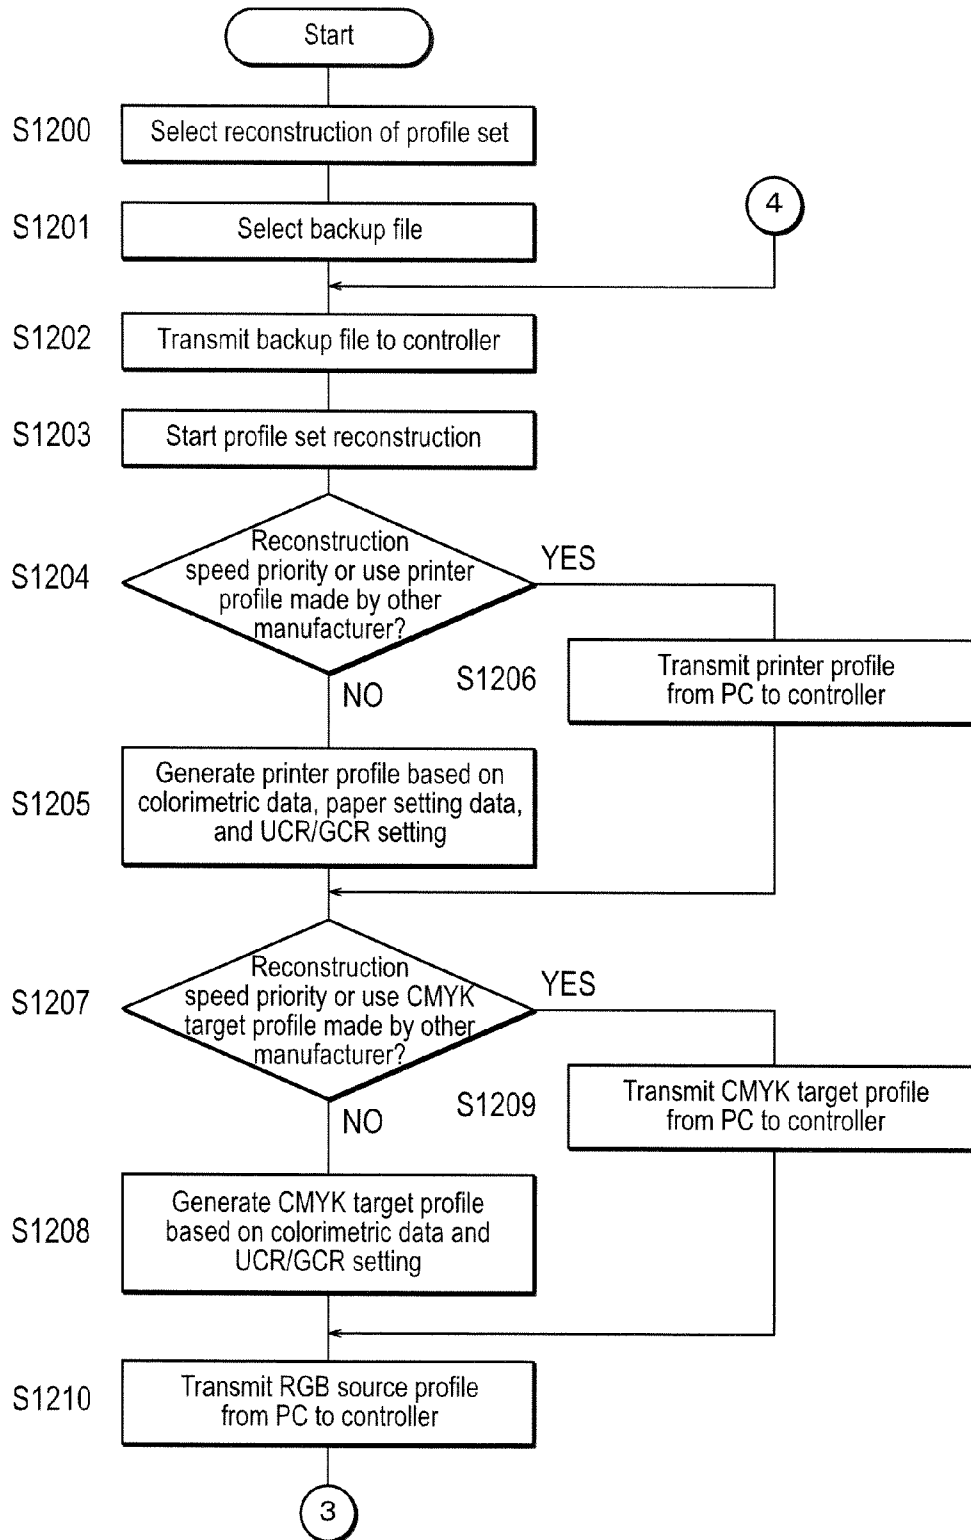 Start
S1200
Select reconstruction of profile set
4
S1201
Select backup file
S1202
Transmit backup file to controller
S1203
Start profile set reconstruction
S1204
Reconstruction
speed priority or use printer
profile made by other
manufacturer?
YES
NO
S1206
Transmit printer profile
from PC to controller
S1205
Generate printer profile based on
colorimetric data, paper setting data,
and UCR/GCR setting
S1207
Reconstruction
speed priority or use CMYK
target profile made by other
manufacturer?
YES
NO
S1209
Transmit CMYK target profile
from PC to controller
S1208
Generate CMYK target profile
based on colorimetric data and
UCR/GCR setting
S1210
Transmit RGB source profile
from PC to controller
3